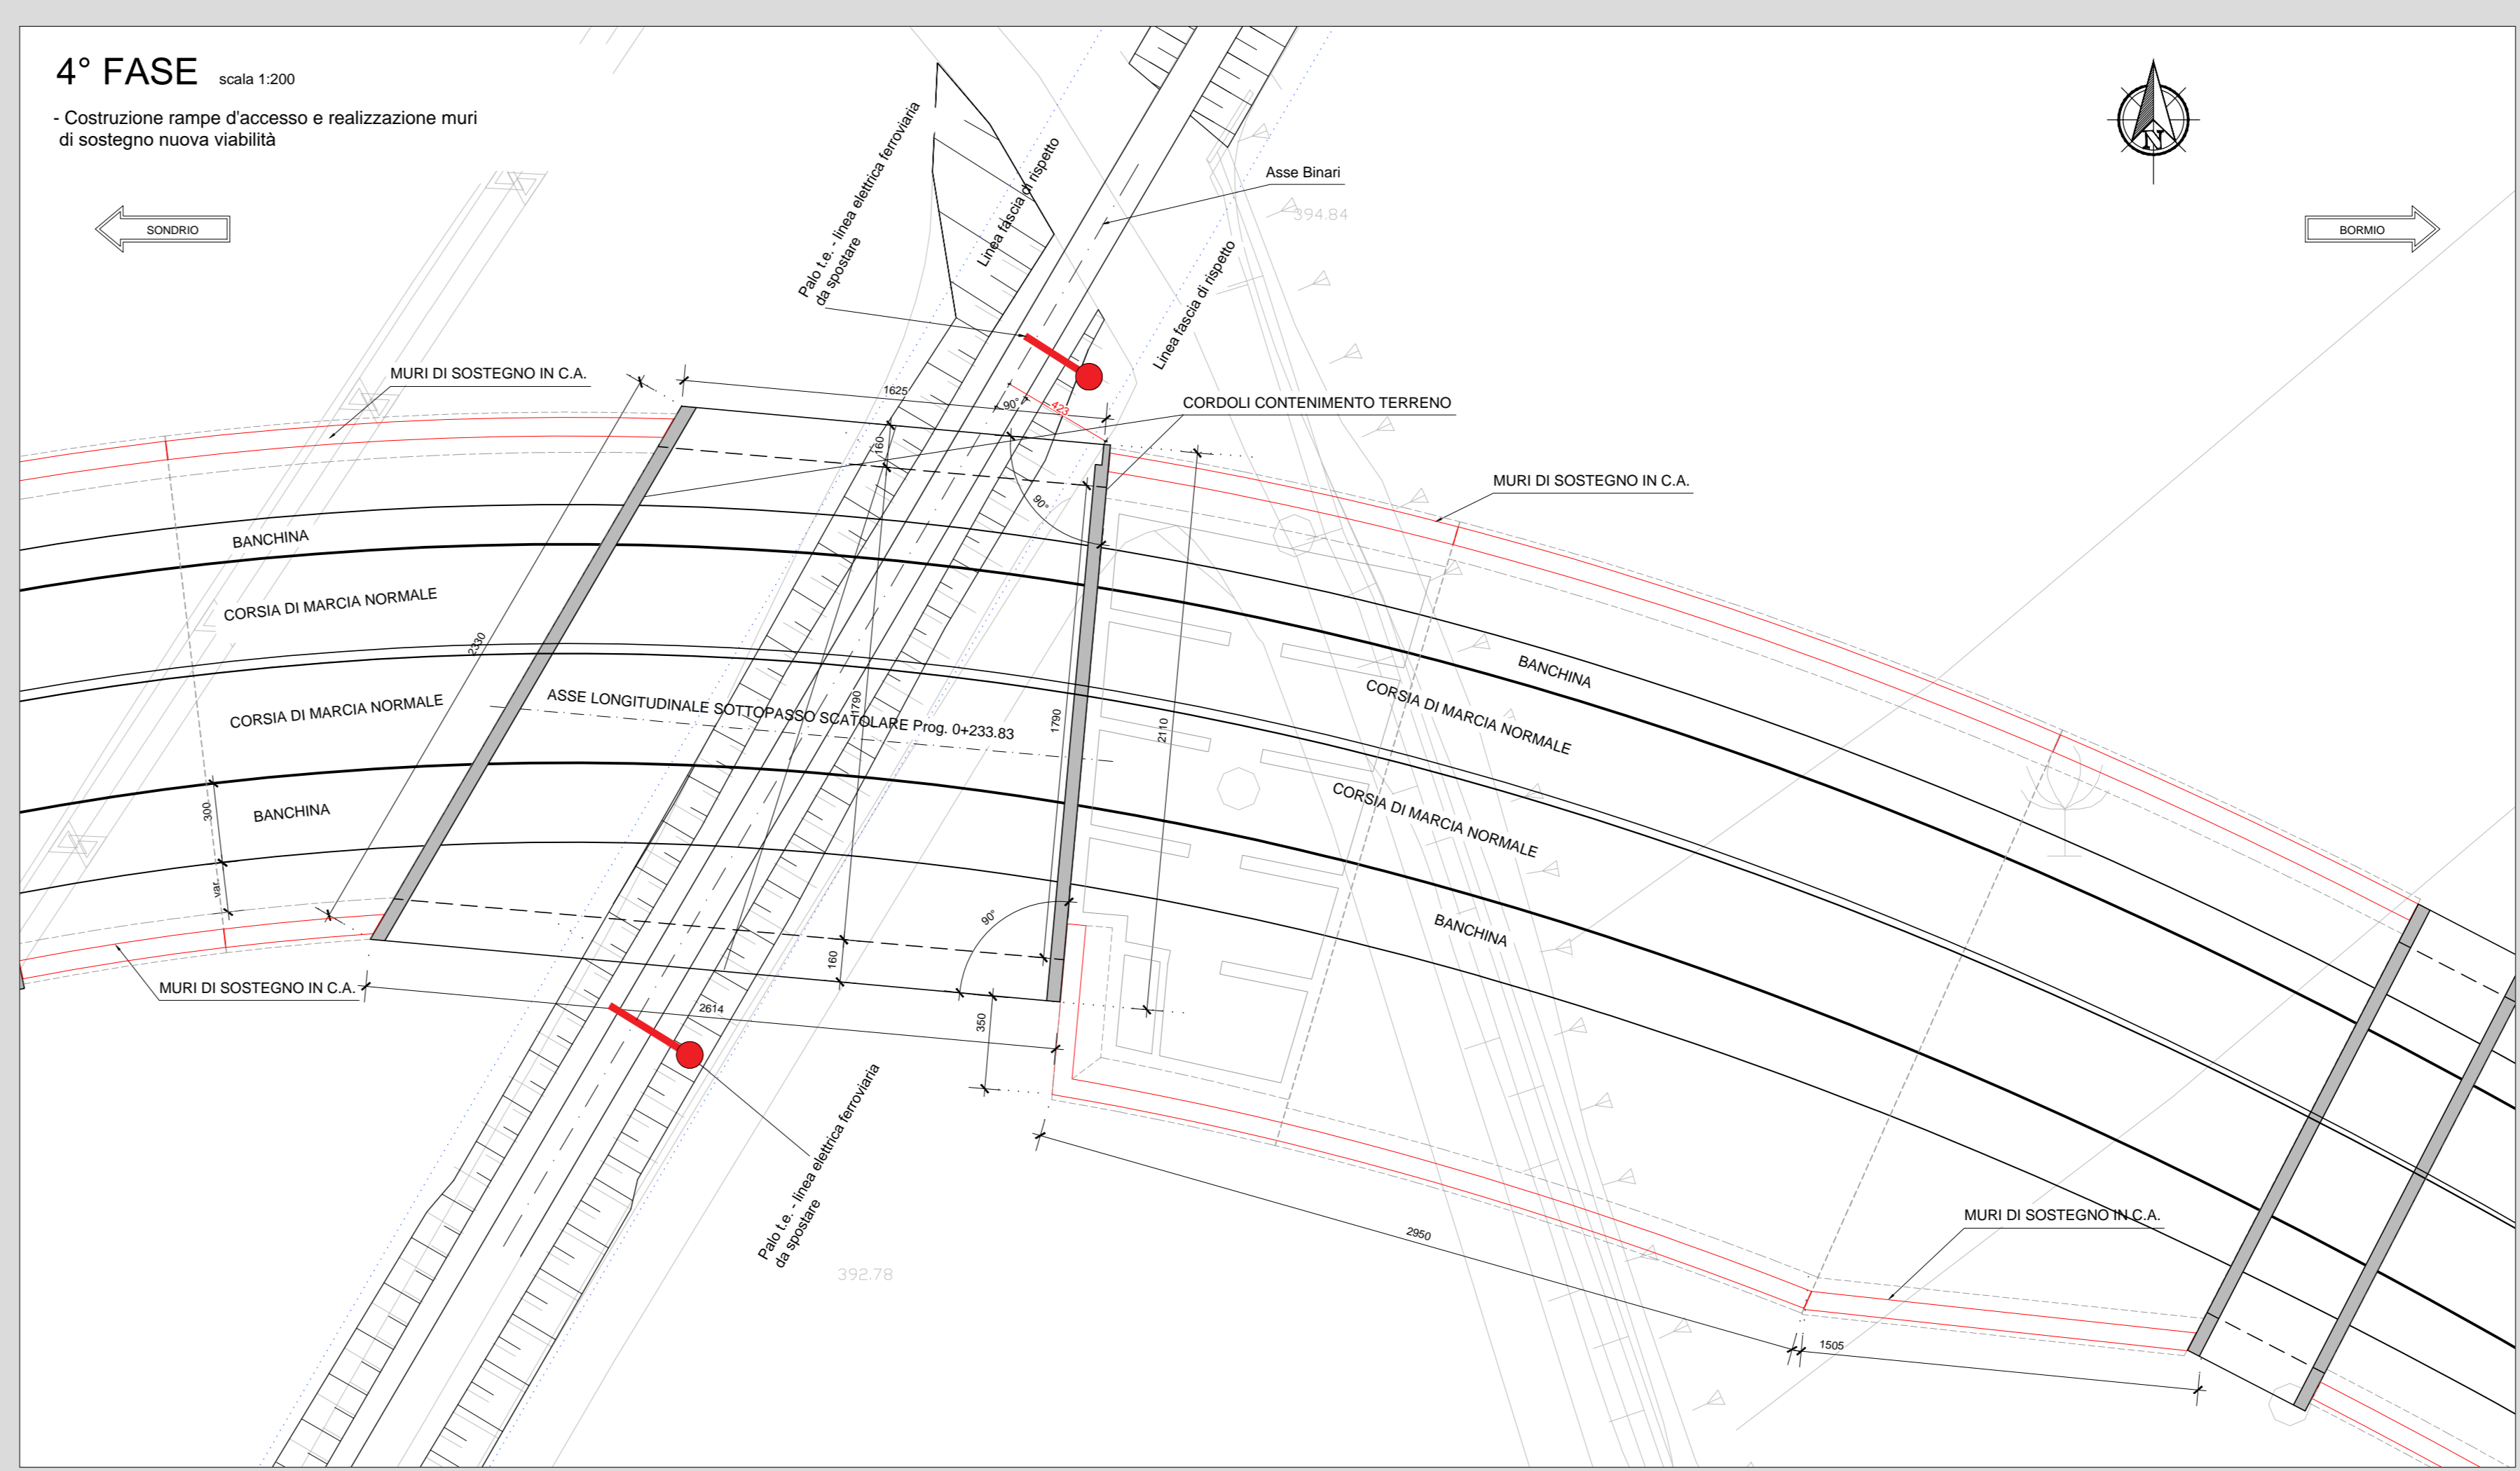 4° FASE scala 1:200
- Costruzione rampe d'accesso e realizzazione muri
di sostegno nuova viabilità
N
SONDRIO
BORMIO
Palo t.e. - linea elettrica ferroviaria
da spostare
Linea fascia di rispetto
Asse Binari
394.84
Linea fascia di rispetto
MURI DI SOSTEGNO IN C.A.
1625
90°
423
CORDOLI CONTENIMENTO TERRENO
160
90°
MURI DI SOSTEGNO IN C.A.
BANCHINA
CORSIA DI MARCIA NORMALE
2330
CORSIA DI MARCIA NORMALE
ASSE LONGITUDINALE SOTTOPASSO SCATOLARE Prog. 0+233.83
1790
1790
2110
BANCHINA
CORSIA DI MARCIA NORMALE
CORSIA DI MARCIA NORMALE
BANCHINA
300
BANCHINA
var.
90°
160
MURI DI SOSTEGNO IN C.A.
2614
350
Palo t.e. - linea elettrica ferroviaria
da spostare
392.78
2950
MURI DI SOSTEGNO IN C.A.
1505